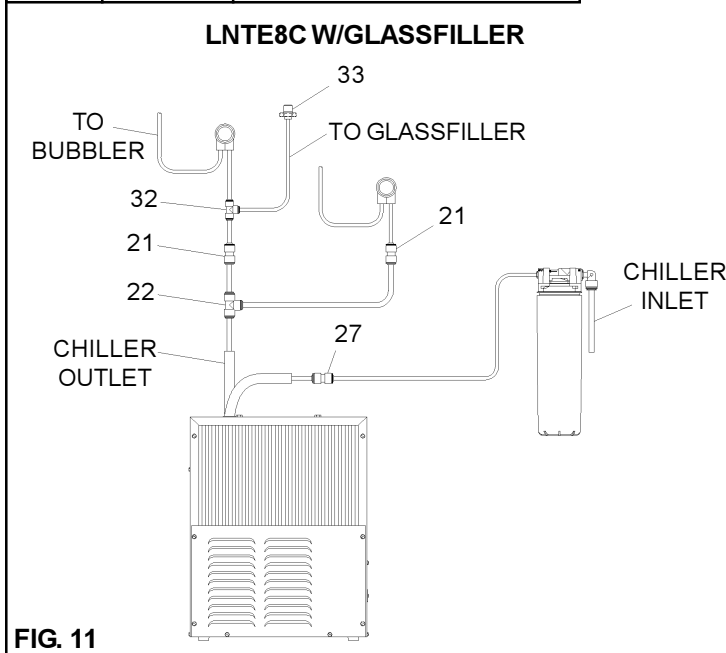 LNTE8C W/GLASSFILLER
33
TO
BUBBLER
TO GLASSFILLER
32
21
21
22
CHILLER
INLET
27
CHILLER
OUTLET
FIG. 11